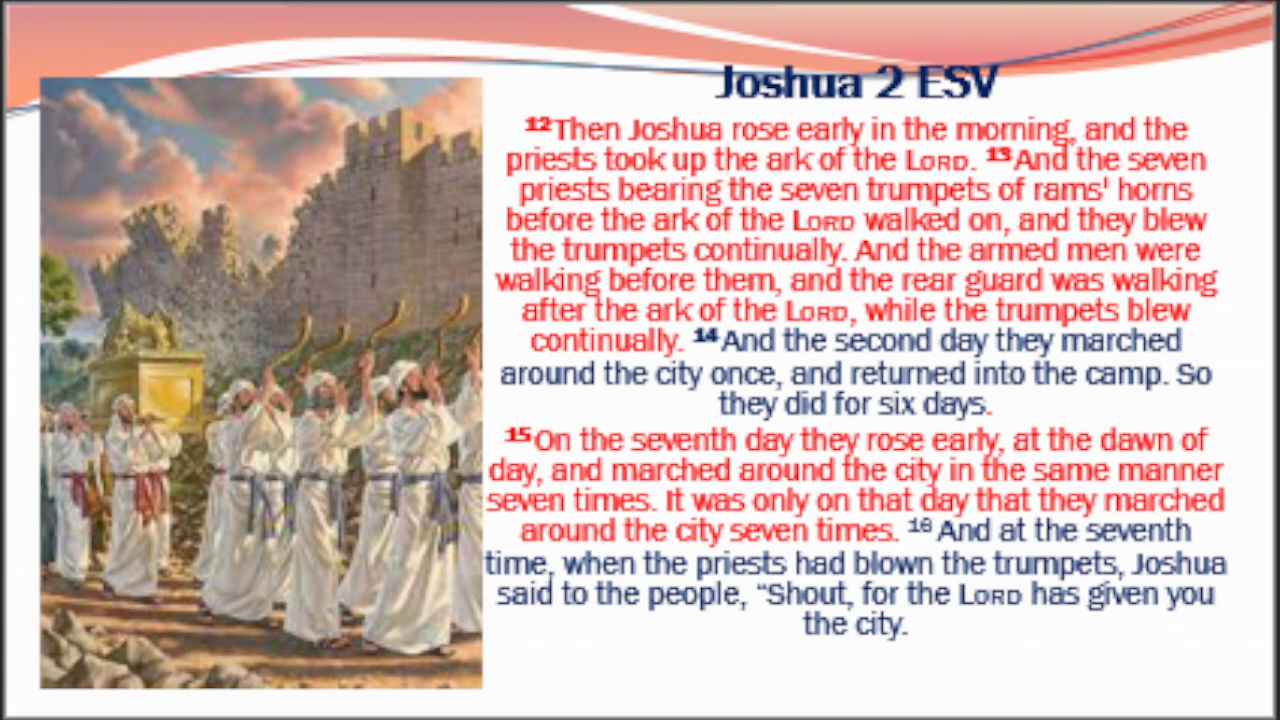 Joshua 2 ESV
12Then Joshua rose early in the morning, and the
priests took up the ark of the LORD. 13And the seven
priests bearing the seven trumpets of rams' horns
before the ark of the LORD walked on, and they blew
the trumpets continually. And the armed men were
walking before them, and the rear guard was walking
after the ark of the LORD, while the trumpets blew
continually. 14And the second day they marched
around the city once, and returned into the camp. So
they did for six days.
15On the seventh day they rose early, at the dawn of
day, and marched around the city in the same manner
seven times. It was only on that day that they marched
around the city seven times. 16And at the seventh
time, when the priests had blown the trumpets, Joshua
said to the people, “Shout, for the LORD has given you
the city.